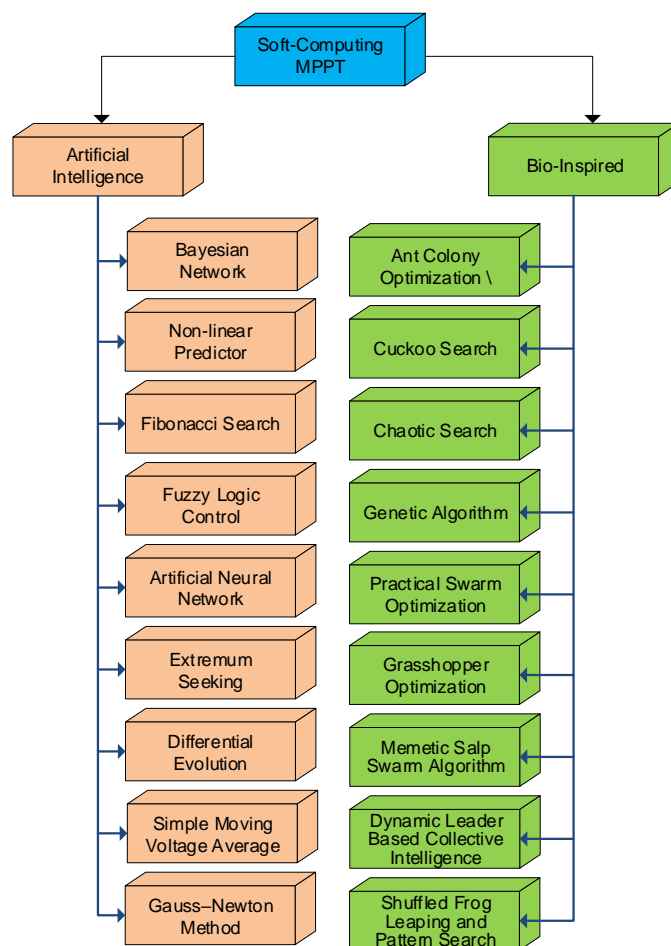 Soft-Computing
MPPT
Artificial
Intelligence
Bio-Inspired
Bayesian
Network
Non-linear
Predictor
Fibonacci Search
Fuzzy Logic
Control
Artificial Neural
Network
Extremum
Seeking
Differential
Evolution
Simple Moving
Voltage Average
Gauss–Newton
Method
Ant Colony
Optimization \
Cuckoo Search
Chaotic Search
Genetic Algorithm
Practical Swarm
Optimization
Grasshopper
Optimization
Memetic Salp
Swarm Algorithm
Dynamic Leader
Based Collective
Intelligence
Shuffled Frog
Leaping and
Pattern Search